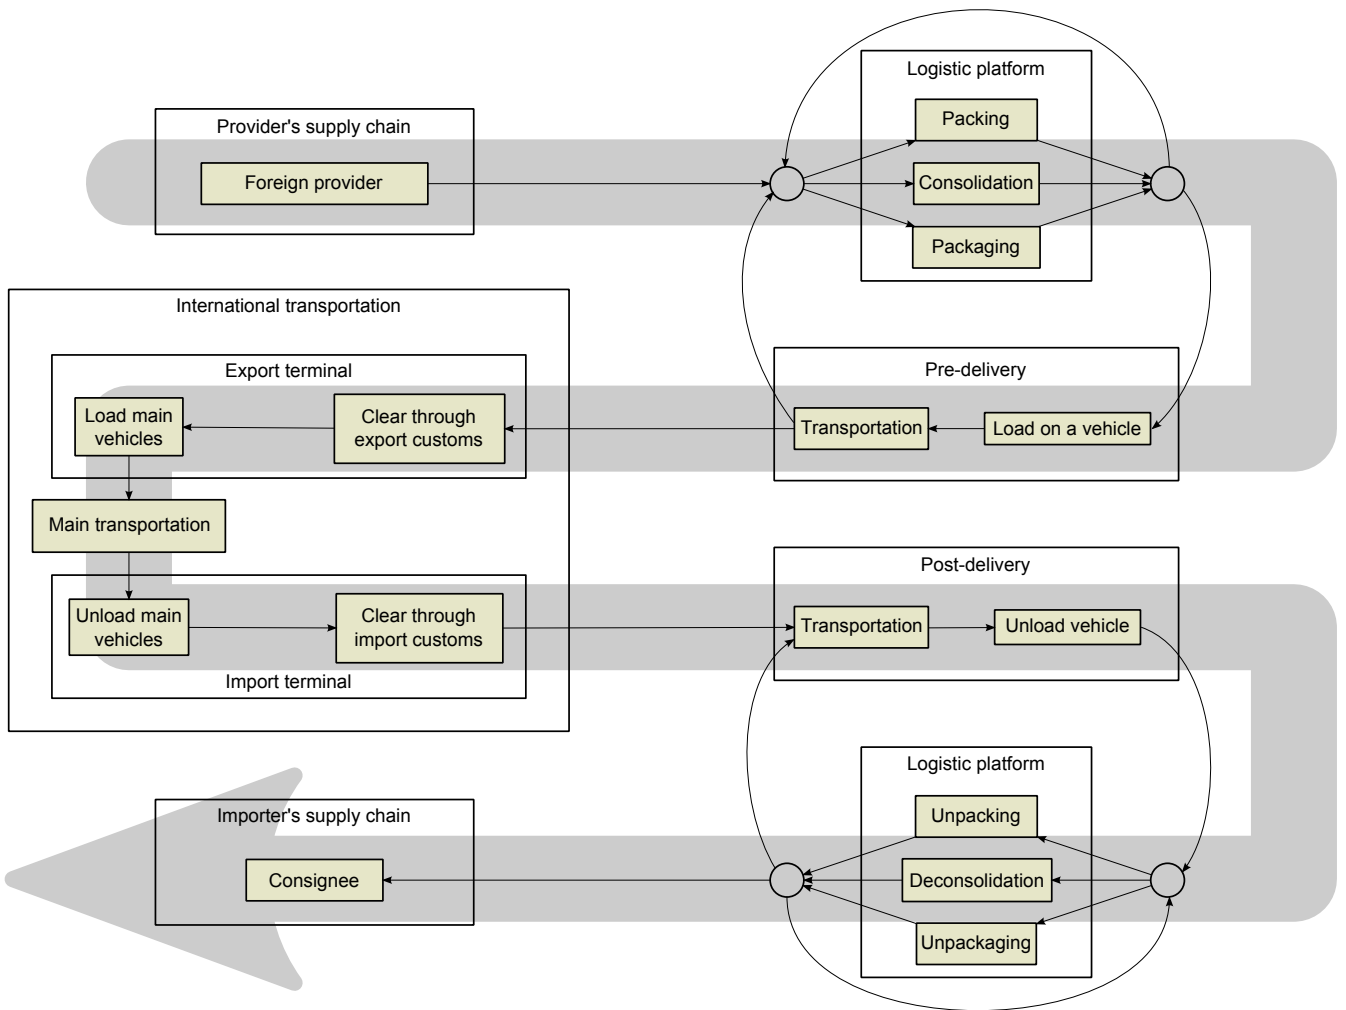 Logistic platform
Packing
Provider's supply chain
Foreign provider
Consolidation
Packaging
International transportation
Export terminal
Load main
vehicles
Clear through
export customs
Pre-delivery
Transportation
Load on a vehicle
Main transportation
Post-delivery
Unload main
vehicles
Clear through
import customs
Transportation
Unload vehicle
Import terminal
Logistic platform
Importer's supply chain
Unpacking
Consignee
Deconsolidation
Unpackaging